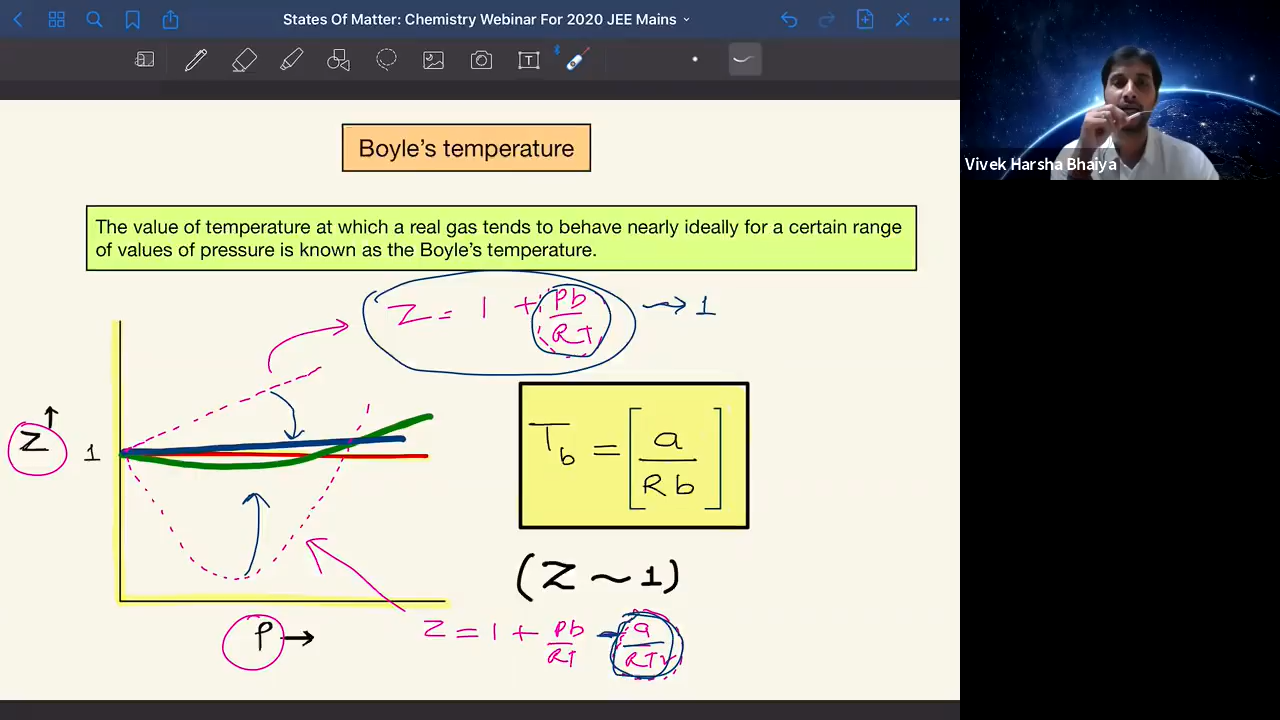 States Of Matter: Chemistry Webinar For 2020 JEE Mains
T
Vivek Harsha Bhaiya
Boyle's temperature
The value of temperature at which a real gas tends to behave nearly ideally for a certain range
of values of pressure is known as the Boyle's temperature.
Z = 1 + Pb/RT → 1
Z ↑
1
T_b = [a/Rb]
(Z ~ 1)
P →
Z = 1 + Pb/RT - a/RTv